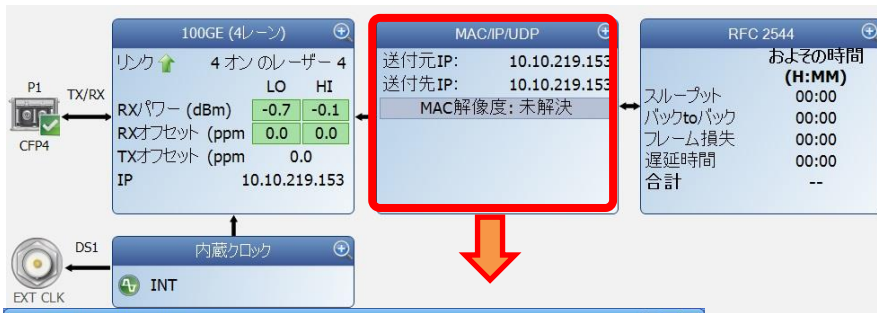 100GE (4レーン)
リンク 4 オン のレーザー 4
LO HI
RXパワー (dBm) -0.7 -0.1
RXオフセット (ppm 0.0 0.0
TXオフセット (ppm 0.0
IP 10.10.219.153
P1
TX/RX
CFP4
MAC/IP/UDP
送付元IP: 10.10.219.153
送付先IP: 10.10.219.153
MAC解像度: 未解決
RFC 2544
およその時間
(H:MM)
スループット 00:00
バックtoバック 00:00
フレーム損失 00:00
遅延時間 00:00
合計 --
DS1
EXT CLK
内蔵クロック
INT